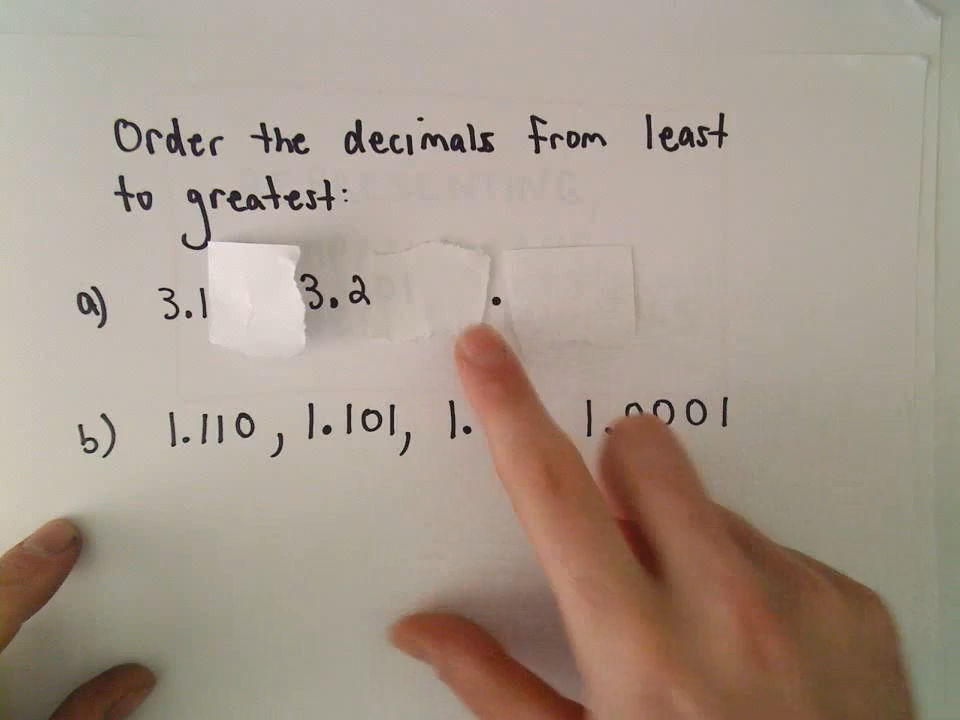 Order the decimals from least
to greatest:
a) 3.1 3.2 .
b) 1.110, 1.101, 1. 1.0001